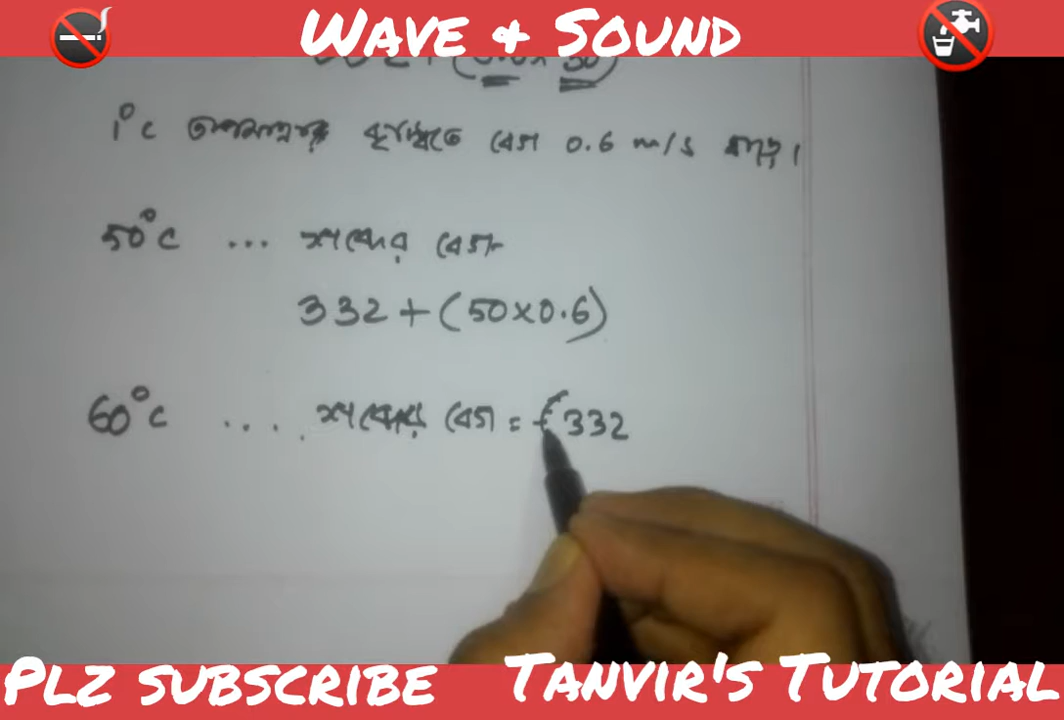 WAVE & SOUND
1°C তাপমাত্রার বৃদ্ধিতে বেগ 0.6 m/s বাড়ে।
50°C ... শব্দের বেগ
332 + (50×0.6)
60°C .... শব্দের বেগ = 332
PLZ SUBSCRIBE TANVIR'S TUTORIAL